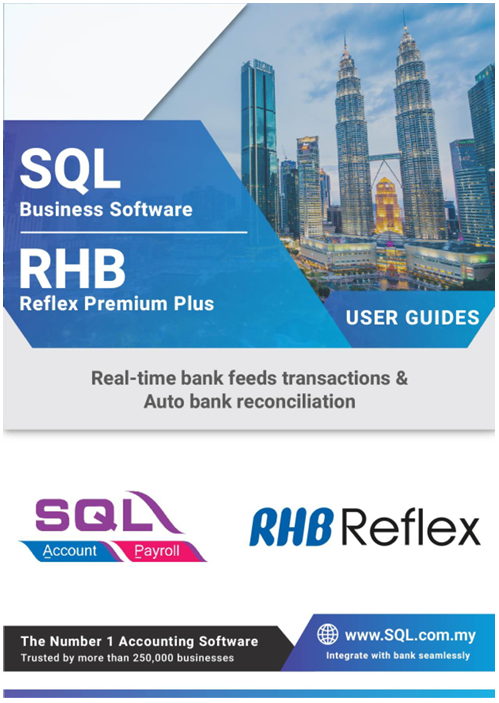 SQL
Business Software
RHB
Reflex Premium Plus
USER GUIDES
Real-time bank feeds transactions &
Auto bank reconciliation
SQL
Account Payroll
RHB Reflex
The Number 1 Accounting Software
Trusted by more than 250,000 businesses
www.SQL.com.my
Integrate with bank seamlessly